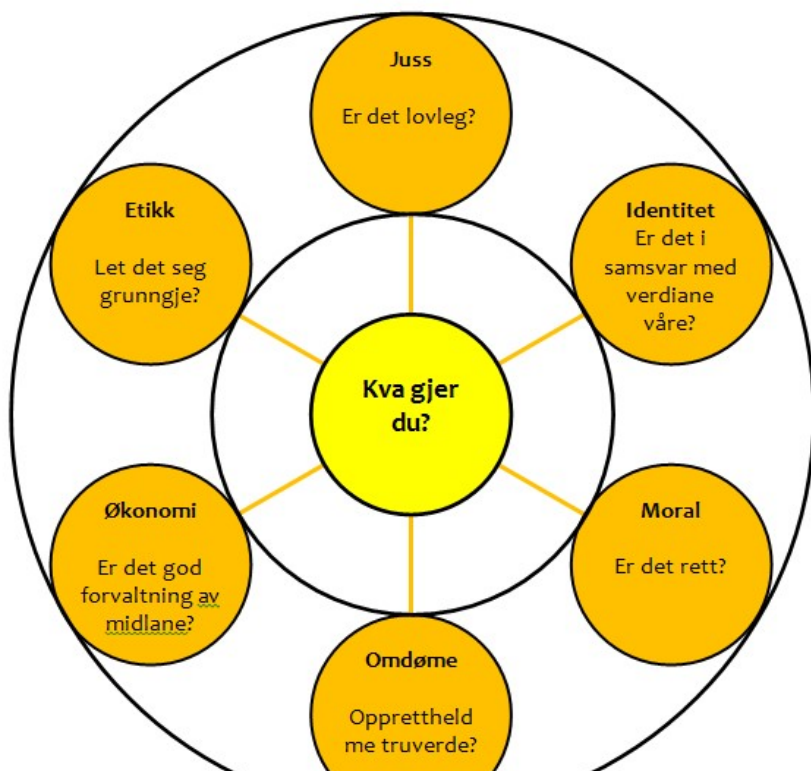 Juss
Er det lovleg?
Etikk
Let det seg
grunngje?
Identitet
Er det i
samsvar med
verdiane
våre?
Kva gjer
du?
Økonomi
Er det god
forvaltning av
midlane?
Moral
Er det rett?
Omdøme
Opprettheld
me truverde?